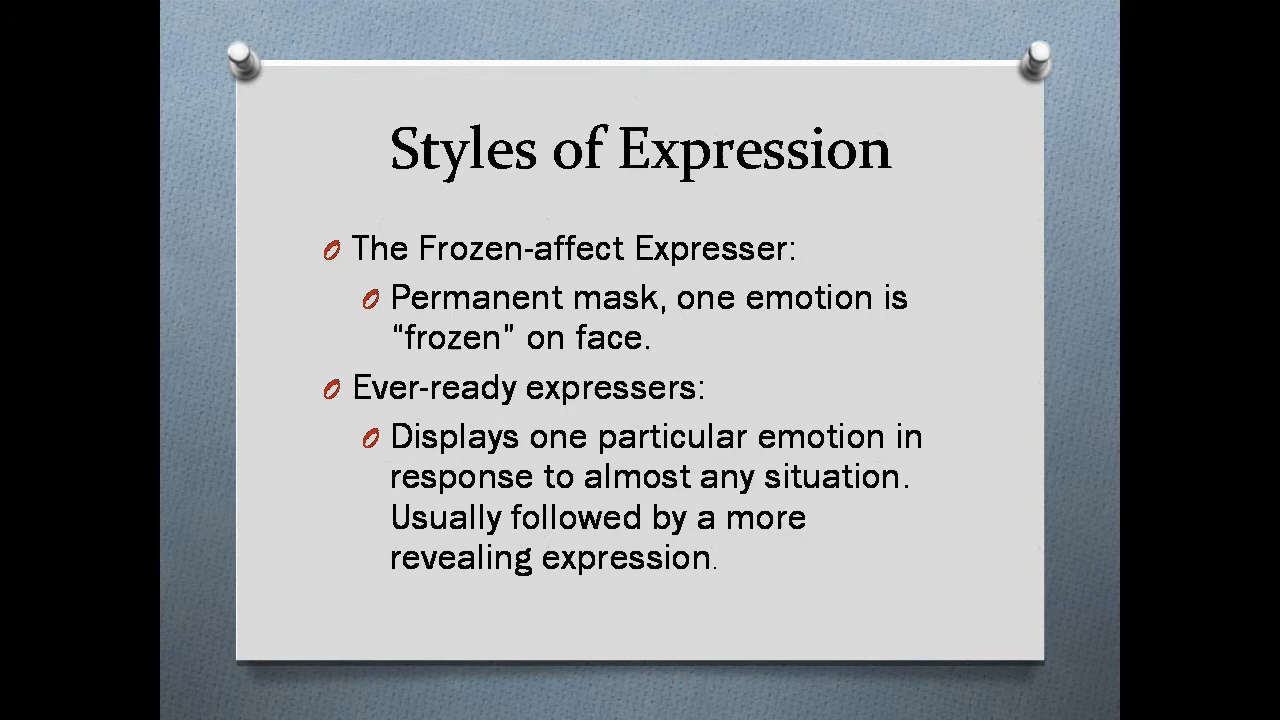 Styles of Expression
The Frozen-affect Expresser:
Permanent mask, one emotion is
“frozen” on face.
Ever-ready expressers:
Displays one particular emotion in
response to almost any situation.
Usually followed by a more
revealing expression.